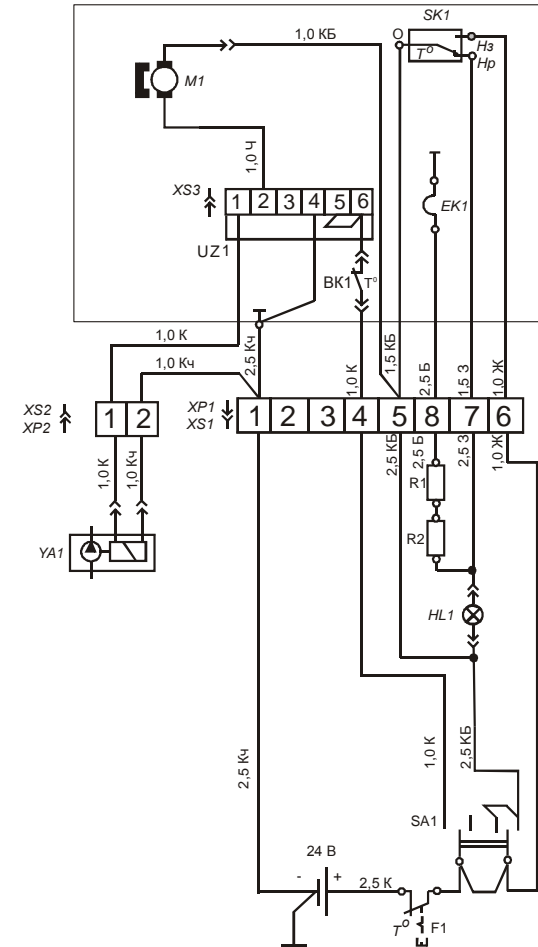 SK1
1,0 КБ
О
Т°
Нз
Нр
М1
1,0 Ч
EK1
XS3
1 2 3 4 5 6
UZ1
ВК1
Т°
1,0 К
2,5 Кч
1,0 К
1,5 КБ
2,5 Б
1,5 З
1,0 Ж
1,0 Кч
XS2
XP2
1 2
XP1
XS1
1 2 3 4 5 8 7 6
1,0 К
1,0 Кч
2,5 КБ
2,5 Б
2,5 З
1,0 Ж
R1
R2
YA1
HL1
2,5 Кч
1,0 К
2,5 КБ
SA1
24 В
- +
2,5 К
Т°
F1